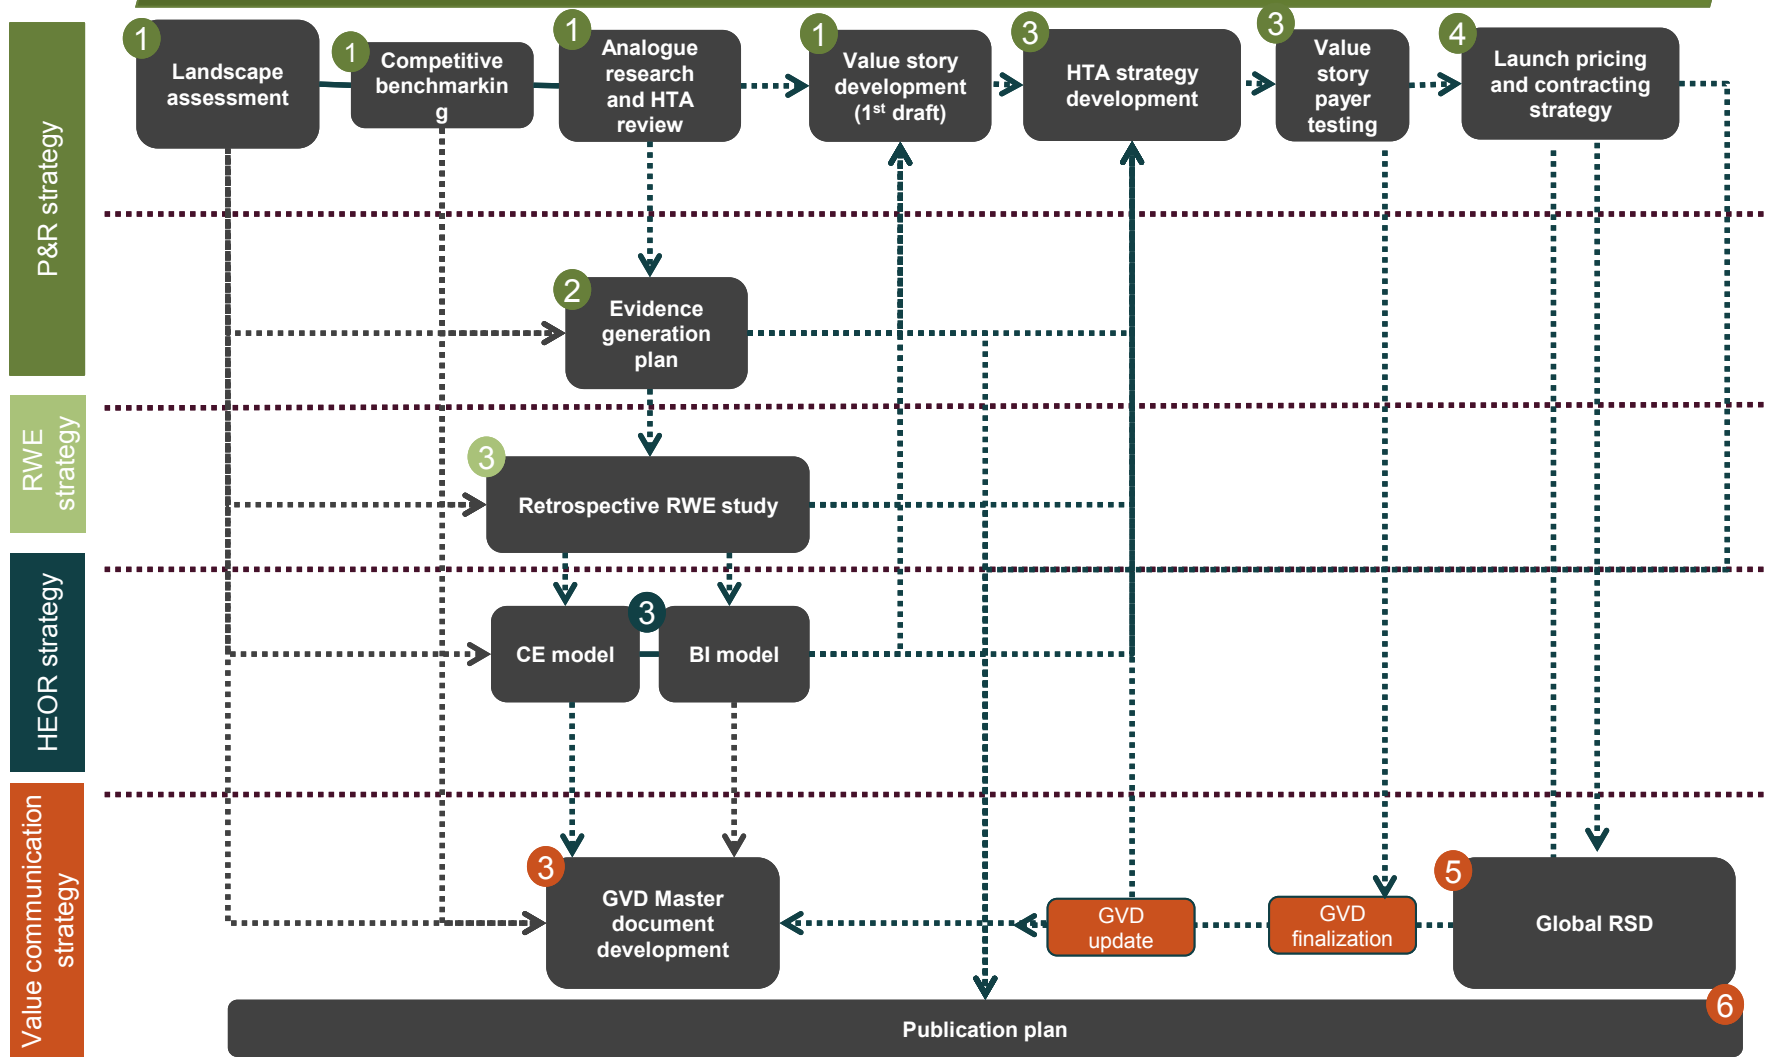 1
Landscape
assessment
1
Competitive
benchmarkin
g
1
Analogue
research
and HTA
review
1
Value story
development
(1st draft)
3
HTA strategy
development
3
Value
story
payer
testing
4
Launch pricing
and contracting
strategy
P&R strategy
2
Evidence
generation
plan
RWE
strategy
3
Retrospective RWE study
HEOR strategy
3
CE model
BI model
Value communication
strategy
3
GVD Master
document
development
GVD
update
GVD
finalization
5
Global RSD
6
Publication plan